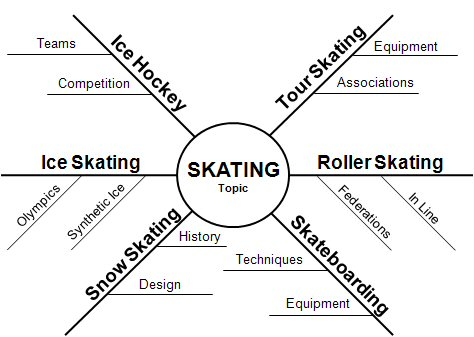 Teams
Competition
Ice Hockey
Tour Skating
Equipment
Associations
Ice Skating
Olympics
Synthetic Ice
SKATING
Topic
Roller Skating
Federations
In Line
Snow Skating
History
Design
Skateboarding
Techniques
Equipment